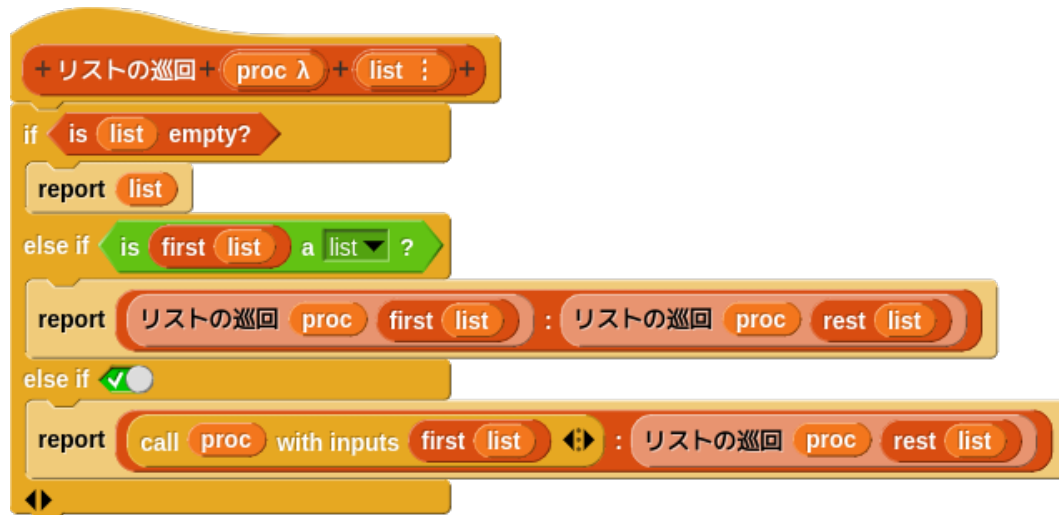 + リストの巡回 + proc λ + list ⋮ +
if is list empty?
report list
else if is first list a list ?
report リストの巡回 proc first list : リストの巡回 proc rest list
else if
report call proc with inputs first list : リストの巡回 proc rest list